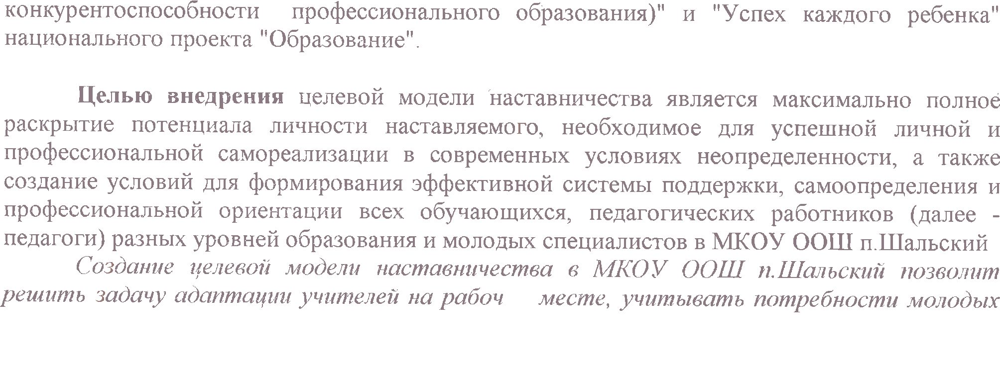 конкурентоспособности профессионального образования)" и "Успех каждого ребенка"
национального проекта "Образование".
Целью внедрения целевой модели наставничества является максимально полное
раскрытие потенциала личности наставляемого, необходимое для успешной личной и
профессиональной самореализации в современных условиях неопределенности, а также
создание условий для формирования эффективной системы поддержки, самоопределения и
профессиональной ориентации всех обучающихся, педагогических работников (далее -
педагоги) разных уровней образования и молодых специалистов в МКОУ ООШ п.Шальский
Создание целевой модели наставничества в МКОУ ООШ п.Шальский позволит
решить задачу адаптации учителей на рабоч месте, учитывать потребности молодых